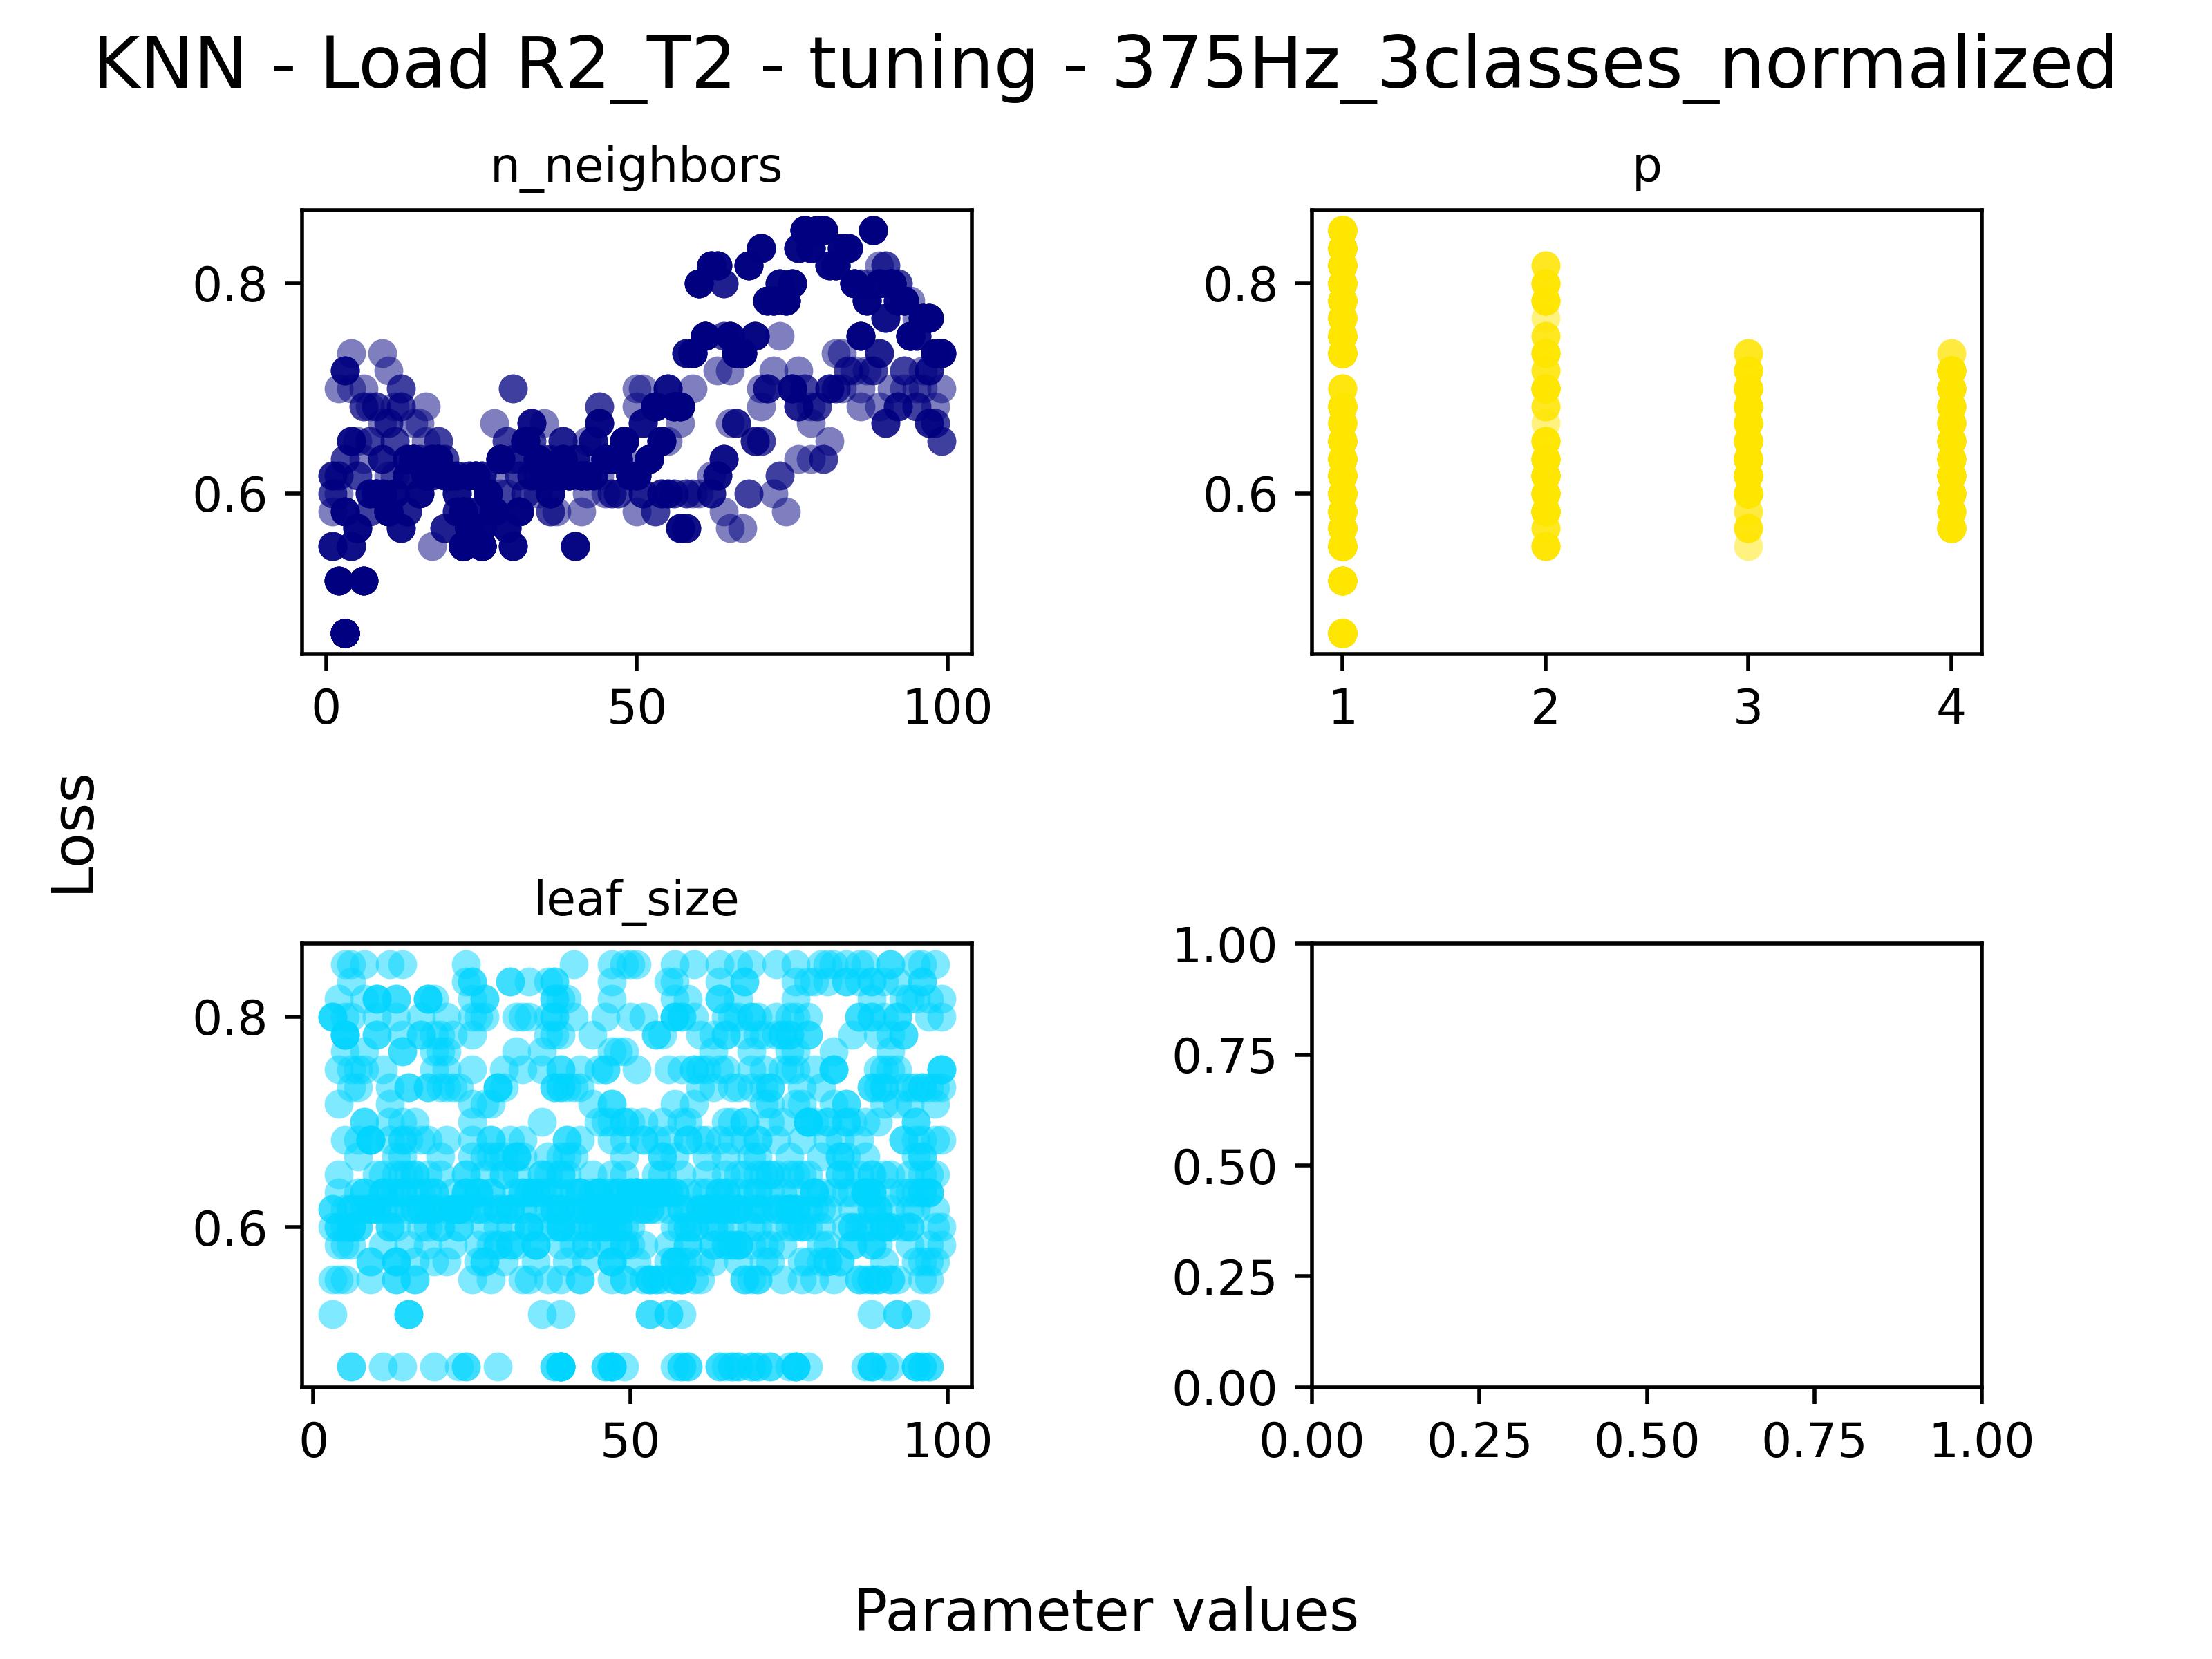 KNN - Load R2_T2 - tuning - 375Hz_3classes_normalized
n_neighbors
0.8
0.6
0 50 100
p
0.8
0.6
1 2 3 4
Loss
leaf_size
0.8
0.6
0 50 100
1.00
0.75
0.50
0.25
0.00
0.00 0.25 0.50 0.75 1.00
Parameter values